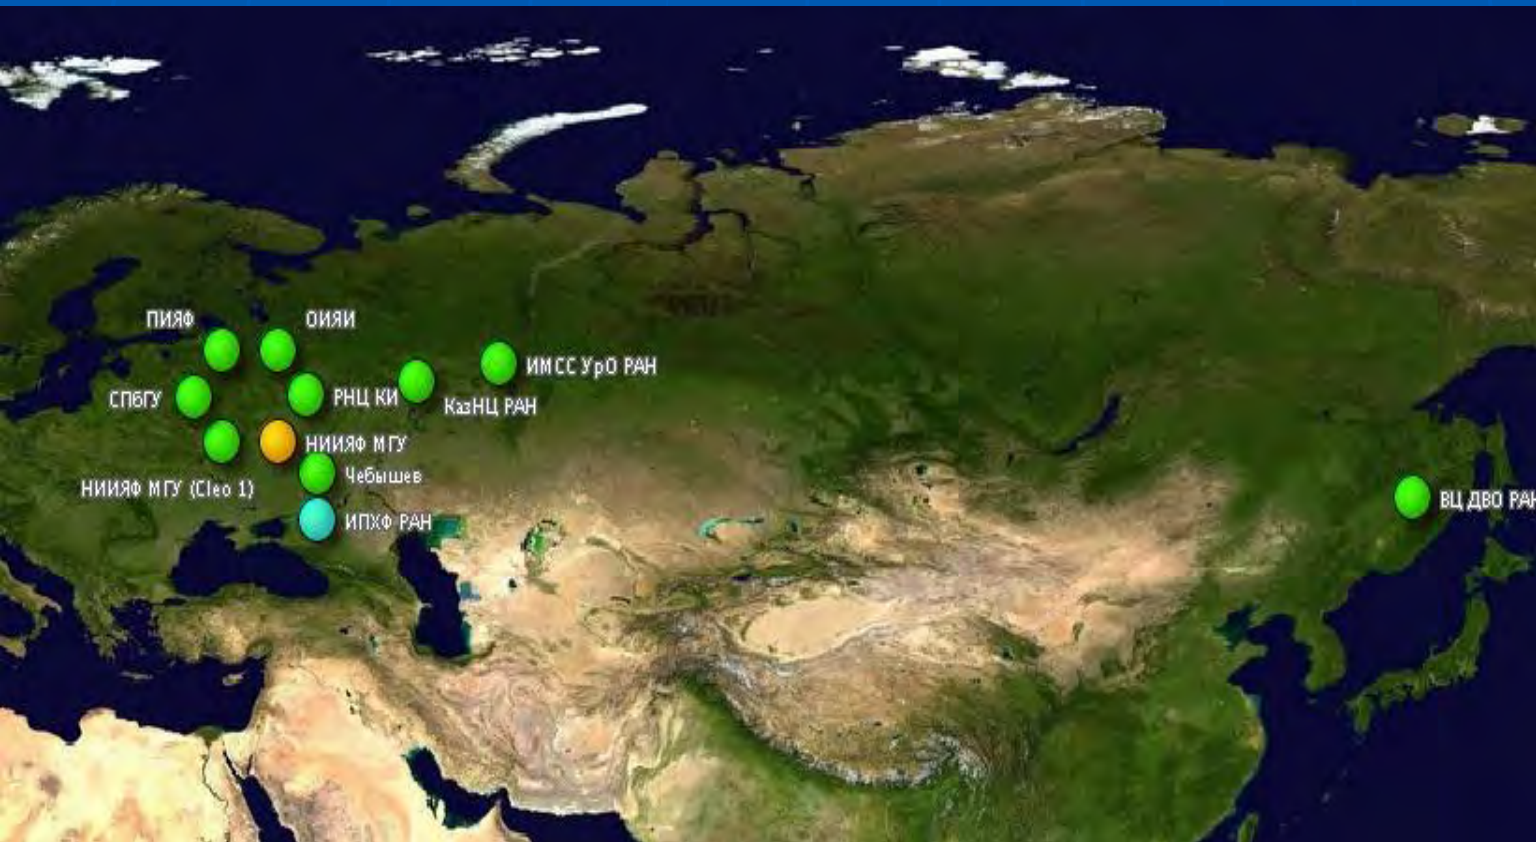 ПИЯФ
ОИЯИ
ИМСС УрО РАН
СПбГУ
РНЦ КИ
КазНЦ РАН
НИИЯФ МГУ
Чебышев
НИИЯФ МГУ (Cleo 1)
ВЦ ДВО РАН
ИПХФ РАН